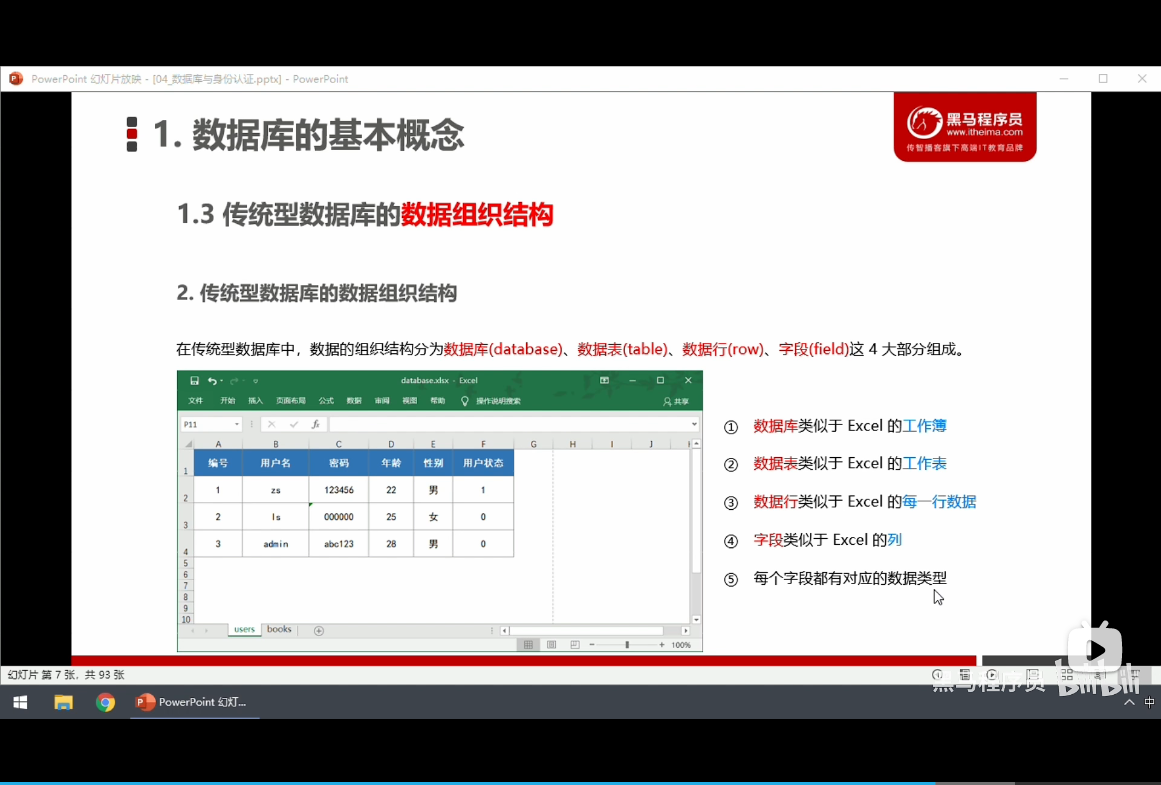 PowerPoint 幻灯片放映 - [04_数据库与身份认证.pptx] - PowerPoint
1. 数据库的基本概念
黑马程序员
www.itheima.com
传智播客旗下高端IT教育品牌
1.3 传统型数据库的数据组织结构
2. 传统型数据库的数据组织结构
在传统型数据库中，数据的组织结构分为数据库(database)、数据表(table)、数据行(row)、字段(field)这 4 大部分组成。
database.xlsx - Excel
文件 开始 插入 页面布局 公式 数据 审阅 视图 帮助 操作说明搜索 共享
P11 fx
A B C D E F G H I J
1 编号 用户名 密码 年龄 性别 用户状态
2 1 zs 123456 22 男 1
3 2 ls 000000 25 女 0
4 3 admin abc123 28 男 0
5
6
7
8
9
10
users books
100%
① 数据库类似于 Excel 的工作簿
② 数据表类似于 Excel 的工作表
③ 数据行类似于 Excel 的每一行数据
④ 字段类似于 Excel 的列
⑤ 每个字段都有对应的数据类型
幻灯片 第 7 张，共 93 张
黑马程序员 bilibili
PowerPoint 幻灯...
中